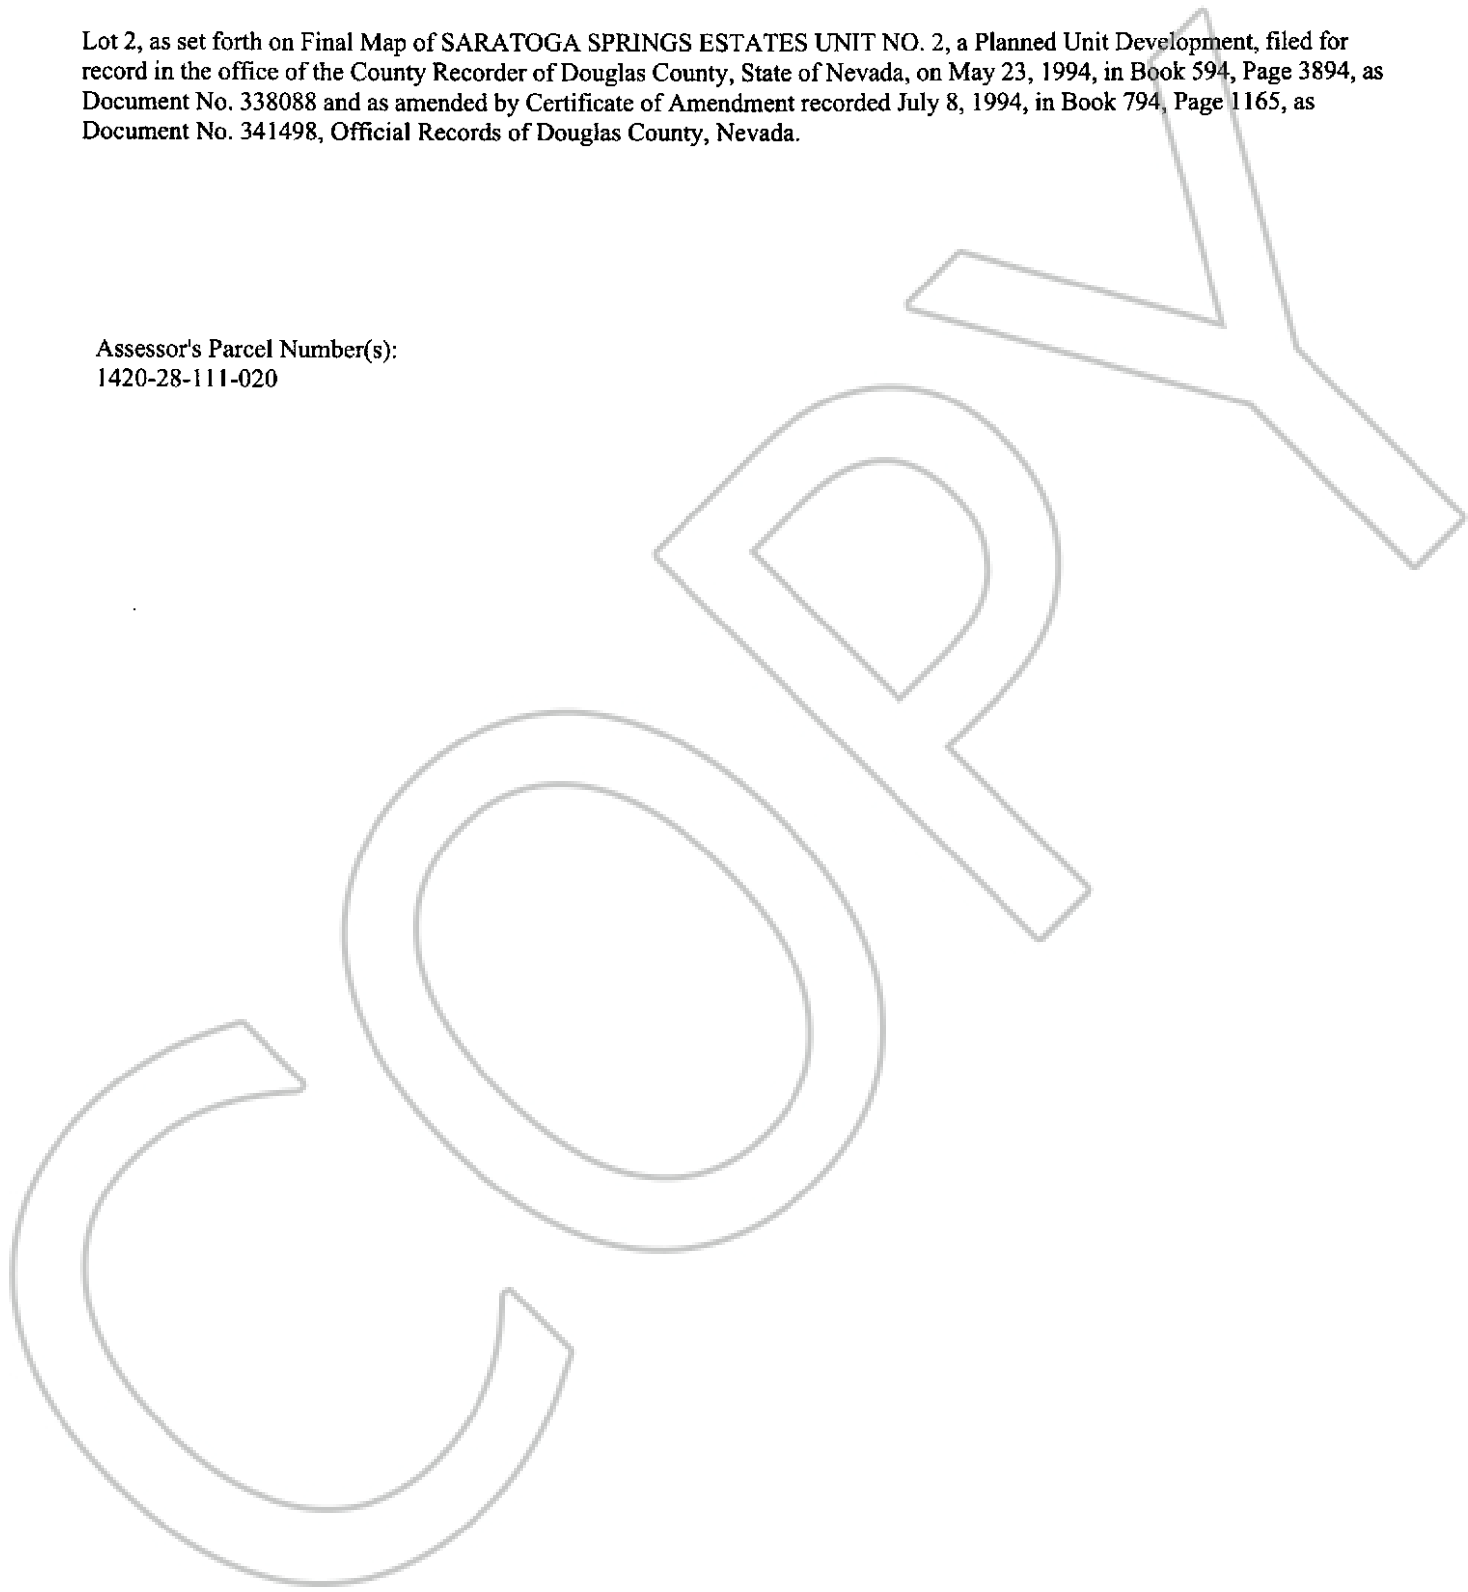 Lot 2, as set forth on Final Map of SARATOGA SPRINGS ESTATES UNIT NO. 2, a Planned Unit Development, filed for
record in the office of the County Recorder of Douglas County, State of Nevada, on May 23, 1994, in Book 594, Page 3894, as
Document No. 338088 and as amended by Certificate of Amendment recorded July 8, 1994, in Book 794, Page 1165, as
Document No. 341498, Official Records of Douglas County, Nevada.
Assessor's Parcel Number(s):
1420-28-111-020
COPY